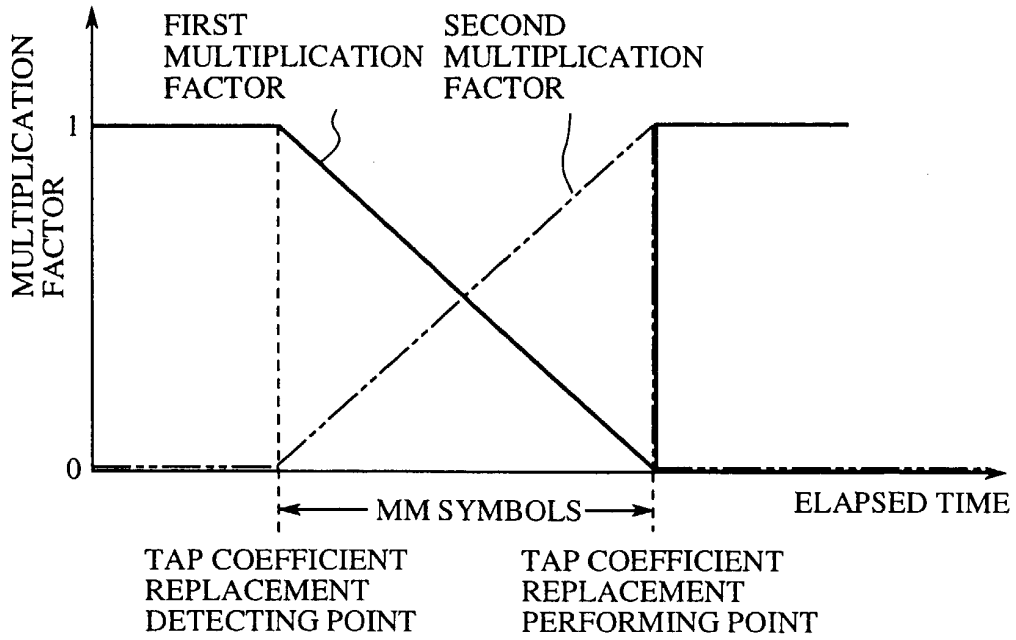 FIRST
MULTIPLICATION
FACTOR
SECOND
MULTIPLICATION
FACTOR
MULTIPLICATION
FACTOR
1
0
MM SYMBOLS
ELAPSED TIME
TAP COEFFICIENT
REPLACEMENT
DETECTING POINT
TAP COEFFICIENT
REPLACEMENT
PERFORMING POINT